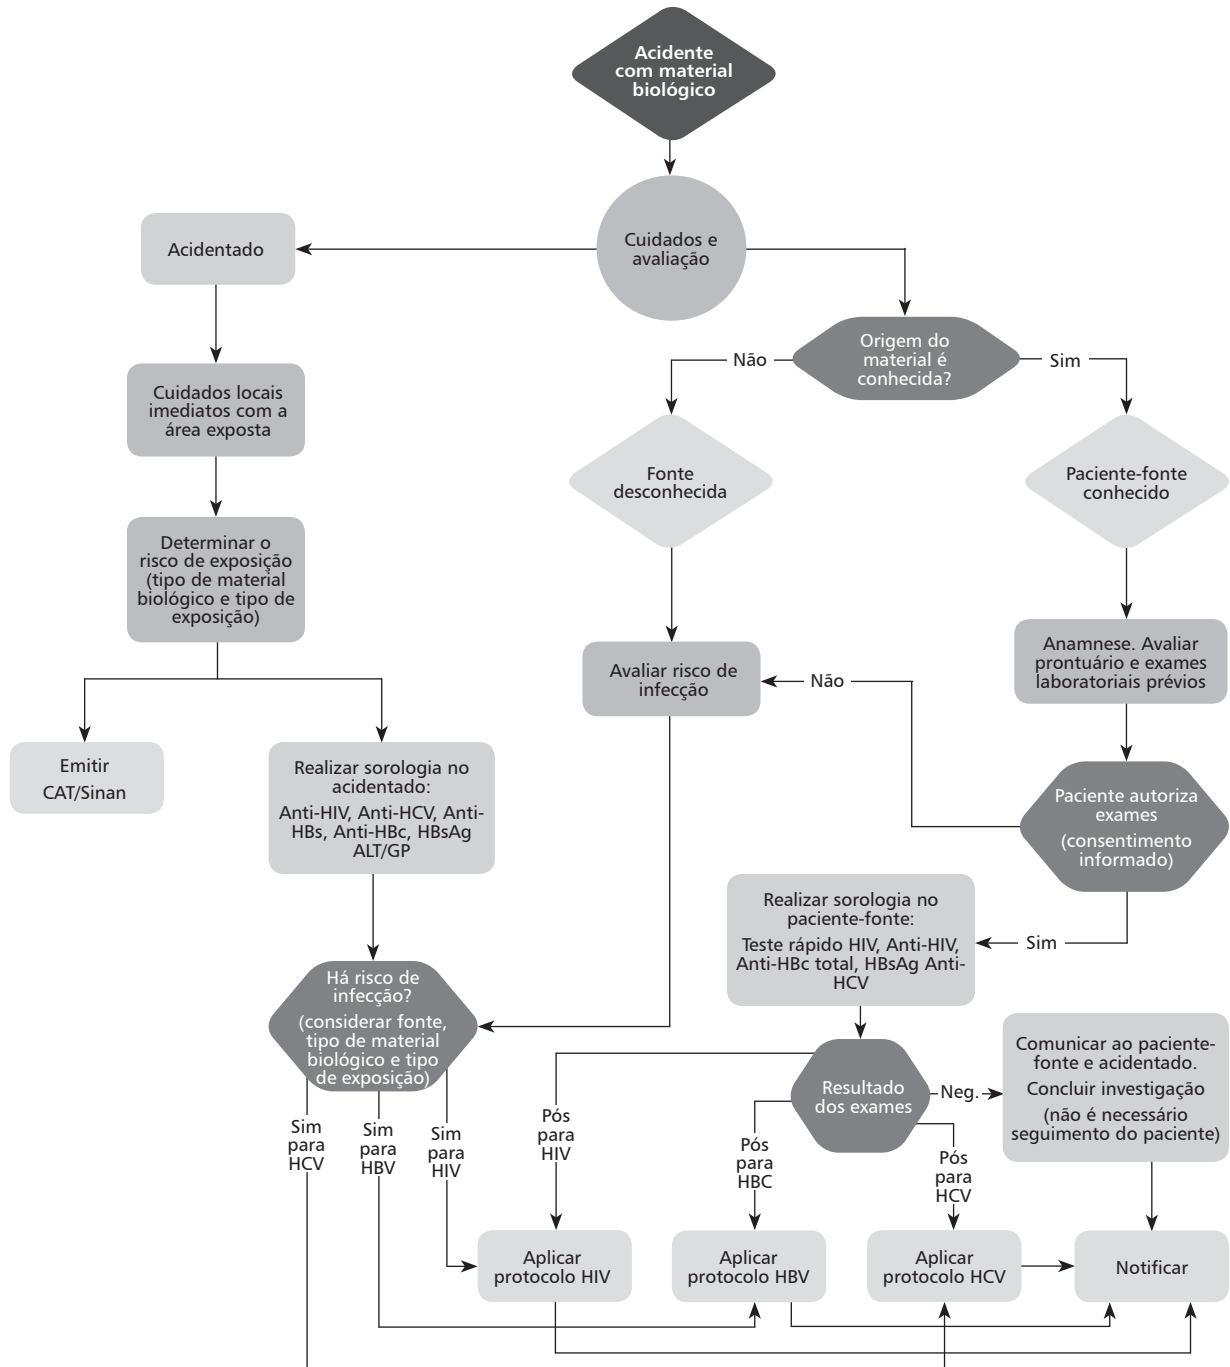 Acidente
com material
biológico
Cuidados e
avaliação
Acidentado
Origem do
material é
conhecida?
Não
Sim
Cuidados locais
imediatos com a
área exposta
Fonte
desconhecida
Paciente-fonte
conhecido
Determinar o
risco de exposição
(tipo de material
biológico e tipo de
exposição)
Avaliar risco de
infecção
Não
Anamnese. Avaliar
prontuário e exames
laboratoriais prévios
Emitir
CAT/Sinan
Realizar sorologia no
acidentado:
Anti-HIV, Anti-HCV, Anti-
HBs, Anti-HBc, HBsAg
ALT/GP
Paciente autoriza
exames
(consentimento
informado)
Realizar sorologia no
paciente-fonte:
Teste rápido HIV, Anti-HIV,
Anti-HBc total, HBsAg Anti-
HCV
Sim
Há risco de
infecção?
(considerar fonte,
tipo de material
biológico e tipo
de exposição)
Resultado
dos exames
Neg.
Comunicar ao paciente-
fonte e acidentado.
Concluir investigação
(não é necessário
seguimento do paciente)
Sim
para
HCV
Sim
para
HBV
Sim
para
HIV
Pós
para
HIV
Pós
para
HBC
Pós
para
HCV
Aplicar
protocolo HIV
Aplicar
protocolo HBV
Aplicar
protocolo HCV
Notificar